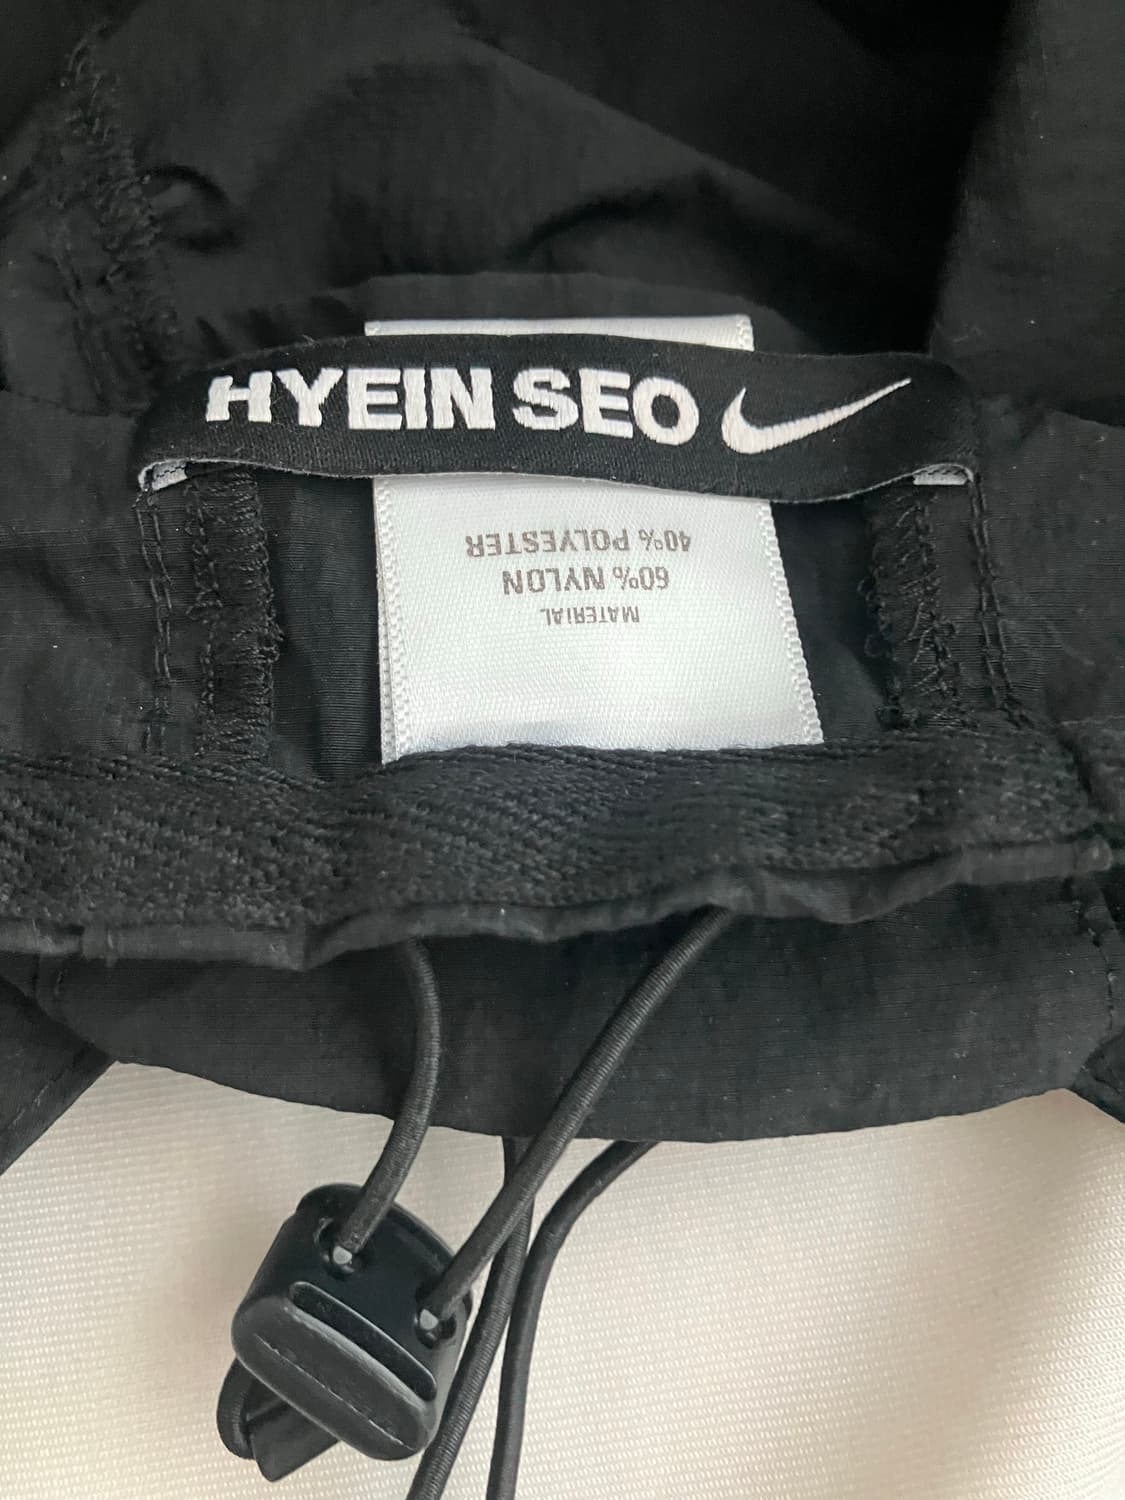 HYEIN SEO
MATERIAL
60% NYLON
40% POLYESTER